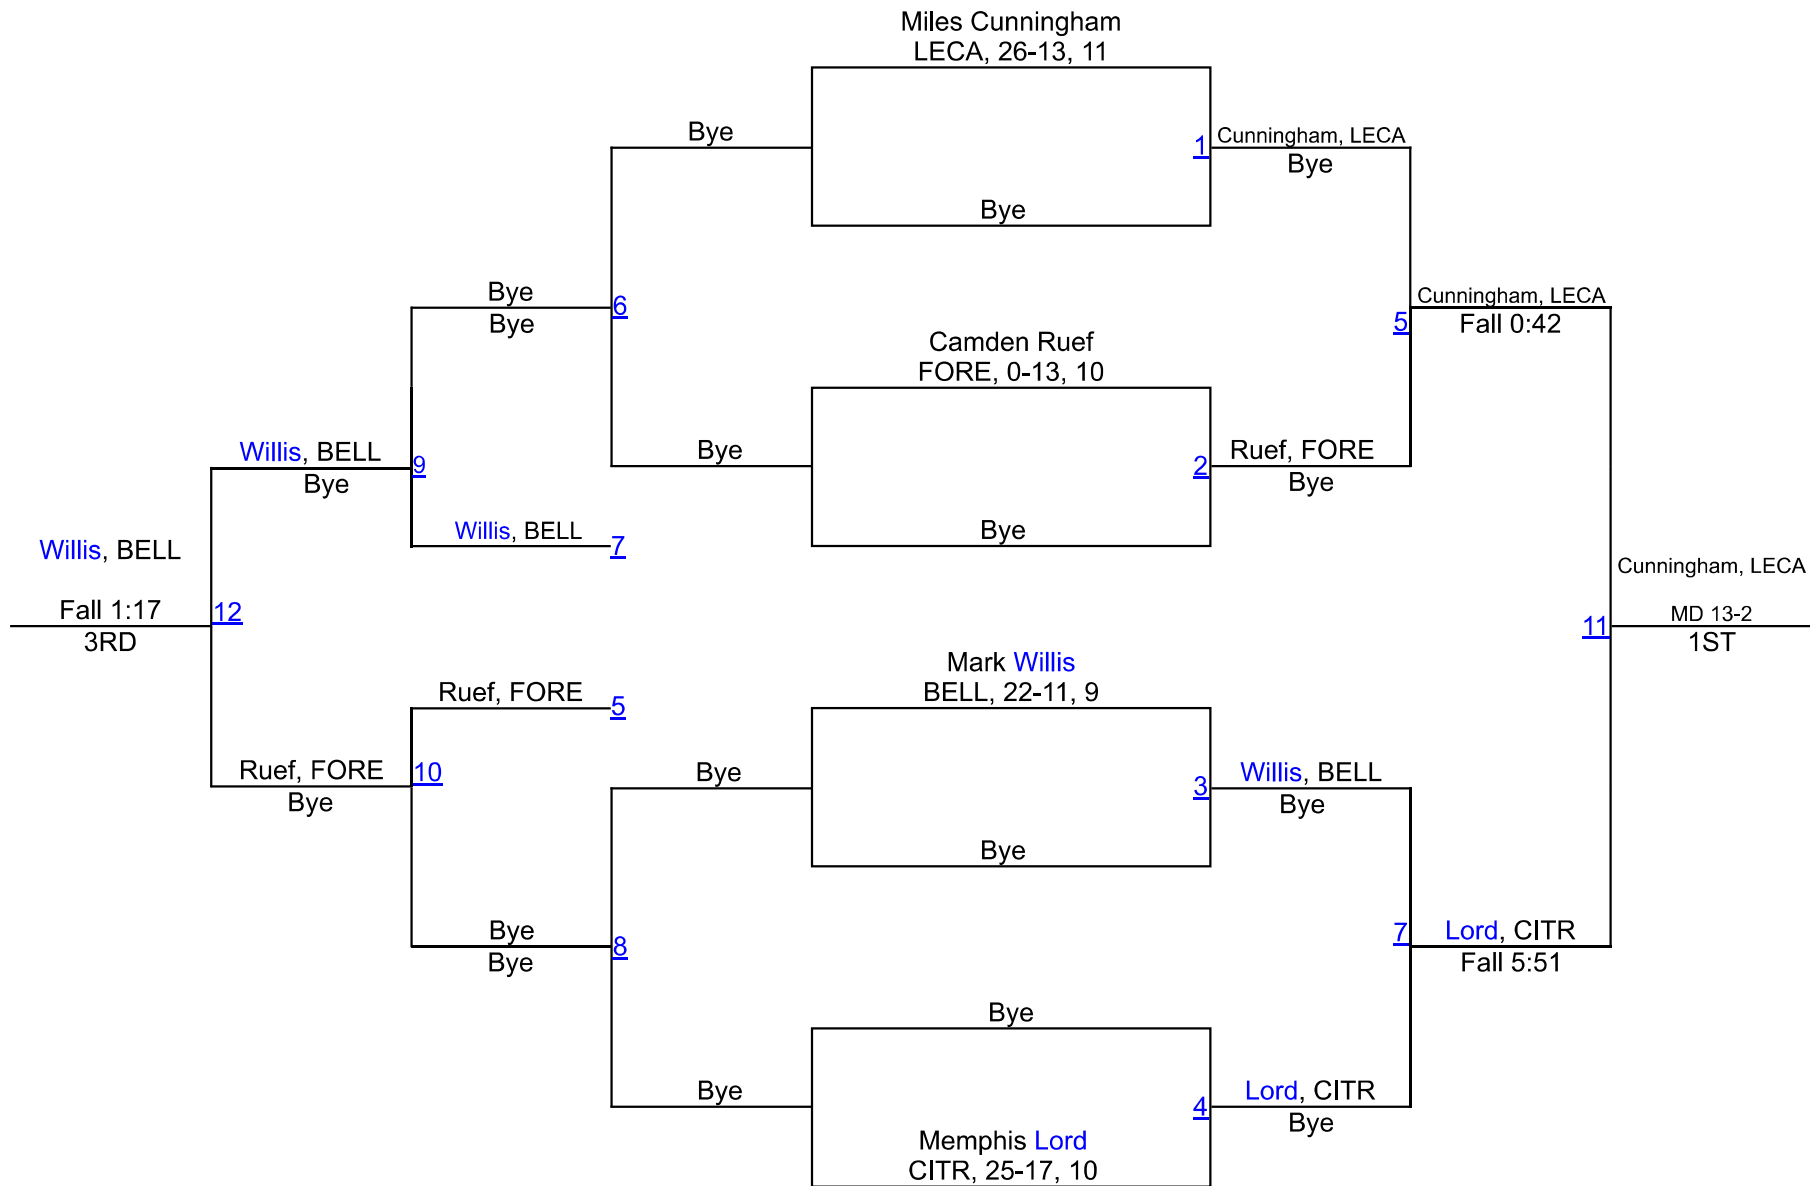 Miles Cunningham
LECA, 26-13, 11
Bye
1
Cunningham, LECA
Bye
Bye
Bye
Bye
6
Cunningham, LECA
5
Fall 0:42
Camden Ruef
FORE, 0-13, 10
Willis, BELL
9
Bye
Bye
2
Ruef, FORE
Bye
Willis, BELL
7
Bye
Willis, BELL
Cunningham, LECA
Fall 1:17
12
3RD
MD 13-2
11
1ST
Mark Willis
BELL, 22-11, 9
Ruef, FORE
5
Ruef, FORE
10
Bye
Bye
3
Willis, BELL
Bye
Bye
Bye
8
Bye
7
Lord, CITR
Fall 5:51
Bye
Bye
4
Lord, CITR
Bye
Memphis Lord
CITR, 25-17, 10